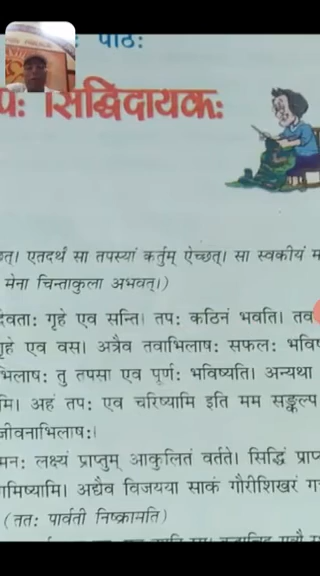 पाठः
सिद्धिदायकः
एतदर्थं सा तपस्यां कर्तुम् ऐच्छत्। सा स्वकीयं
मेना चिन्ताकुला अभवत्।)
देवताः गृहे एव सन्ति। तपः कठिनं भवति। तव
गृहे एव वस। अत्रैव तवाभिलाषः सफलः
तु तपसा एव पूर्णः भविष्यति। अन्यथा
अहं तपः एव चरिष्यामि इति मम सङ्कल्प
जीवनाभिलाषः।
मनः लक्ष्यं प्राप्तुम् आकुलितं वर्तते। सिद्धिं
गमिष्यामि। अद्यैव विजयया साकं गौरीशिखरं
(ततः पार्वती निष्क्रामति)